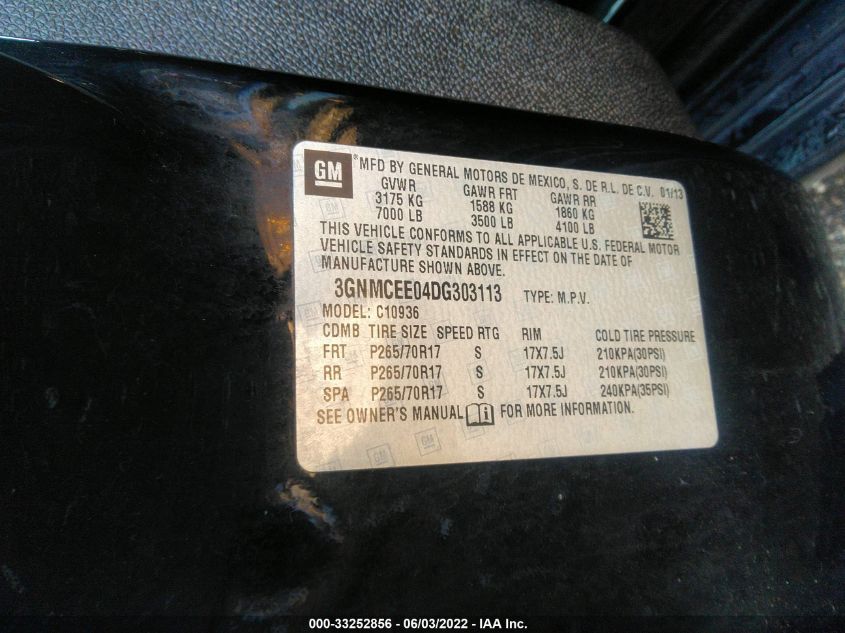 GM ®MFD BY GENERAL MOTORS DE MEXICO, S. DE R.L. DE C.V. 01/13
GVWR GAWR FRT GAWR RR
3175 KG 1588 KG 1860 KG
7000 LB 3500 LB 4100 LB
THIS VEHICLE CONFORMS TO ALL APPLICABLE U.S. FEDERAL MOTOR
VEHICLE SAFETY STANDARDS IN EFFECT ON THE DATE OF
MANUFACTURE SHOWN ABOVE.
3GNMCEE04DG303113 TYPE: M.P.V.
MODEL: C10936
CDMB TIRE SIZE SPEED RTG RIM COLD TIRE PRESSURE
FRT P265/70R17 S 17X7.5J 210KPA(30PSI)
RR P265/70R17 S 17X7.5J 210KPA(30PSI)
SPA P265/70R17 S 17X7.5J 240KPA(35PSI)
SEE OWNER'S MANUAL FOR MORE INFORMATION.
000-33252856 - 06/03/2022 - IAA Inc.